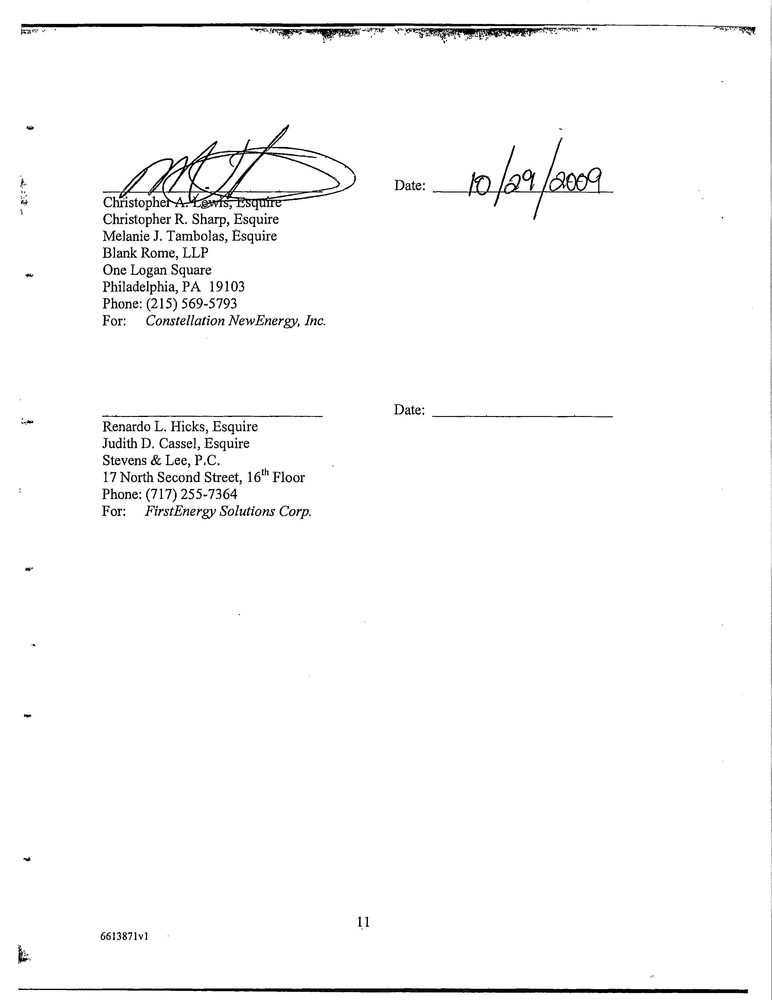 Date: 10/29/2009
Christopher A. Lewis, Esquire
Christopher R. Sharp, Esquire
Melanie J. Tambolas, Esquire
Blank Rome, LLP
One Logan Square
Philadelphia, PA 19103
Phone: (215) 569-5793
For: Constellation NewEnergy, Inc.
Date:
Renardo L. Hicks, Esquire
Judith D. Cassel, Esquire
Stevens & Lee, P.C.
17 North Second Street, 16th Floor
Phone: (717) 255-7364
For: FirstEnergy Solutions Corp.
11
6613871v1